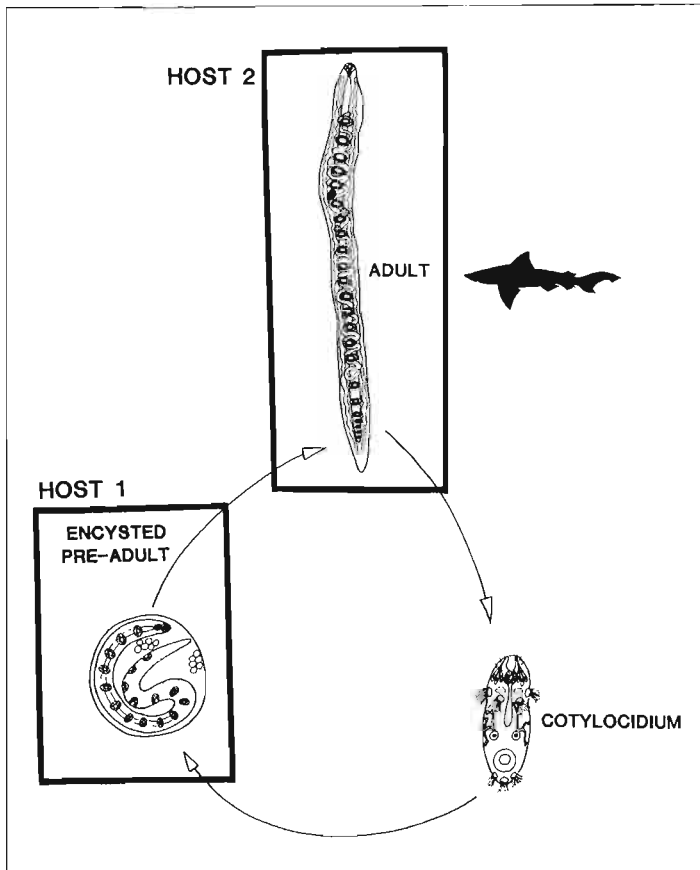 HOST 2
ADULT
HOST 1
ENCYSTED
PRE-ADULT
COTYLOCIDIUM